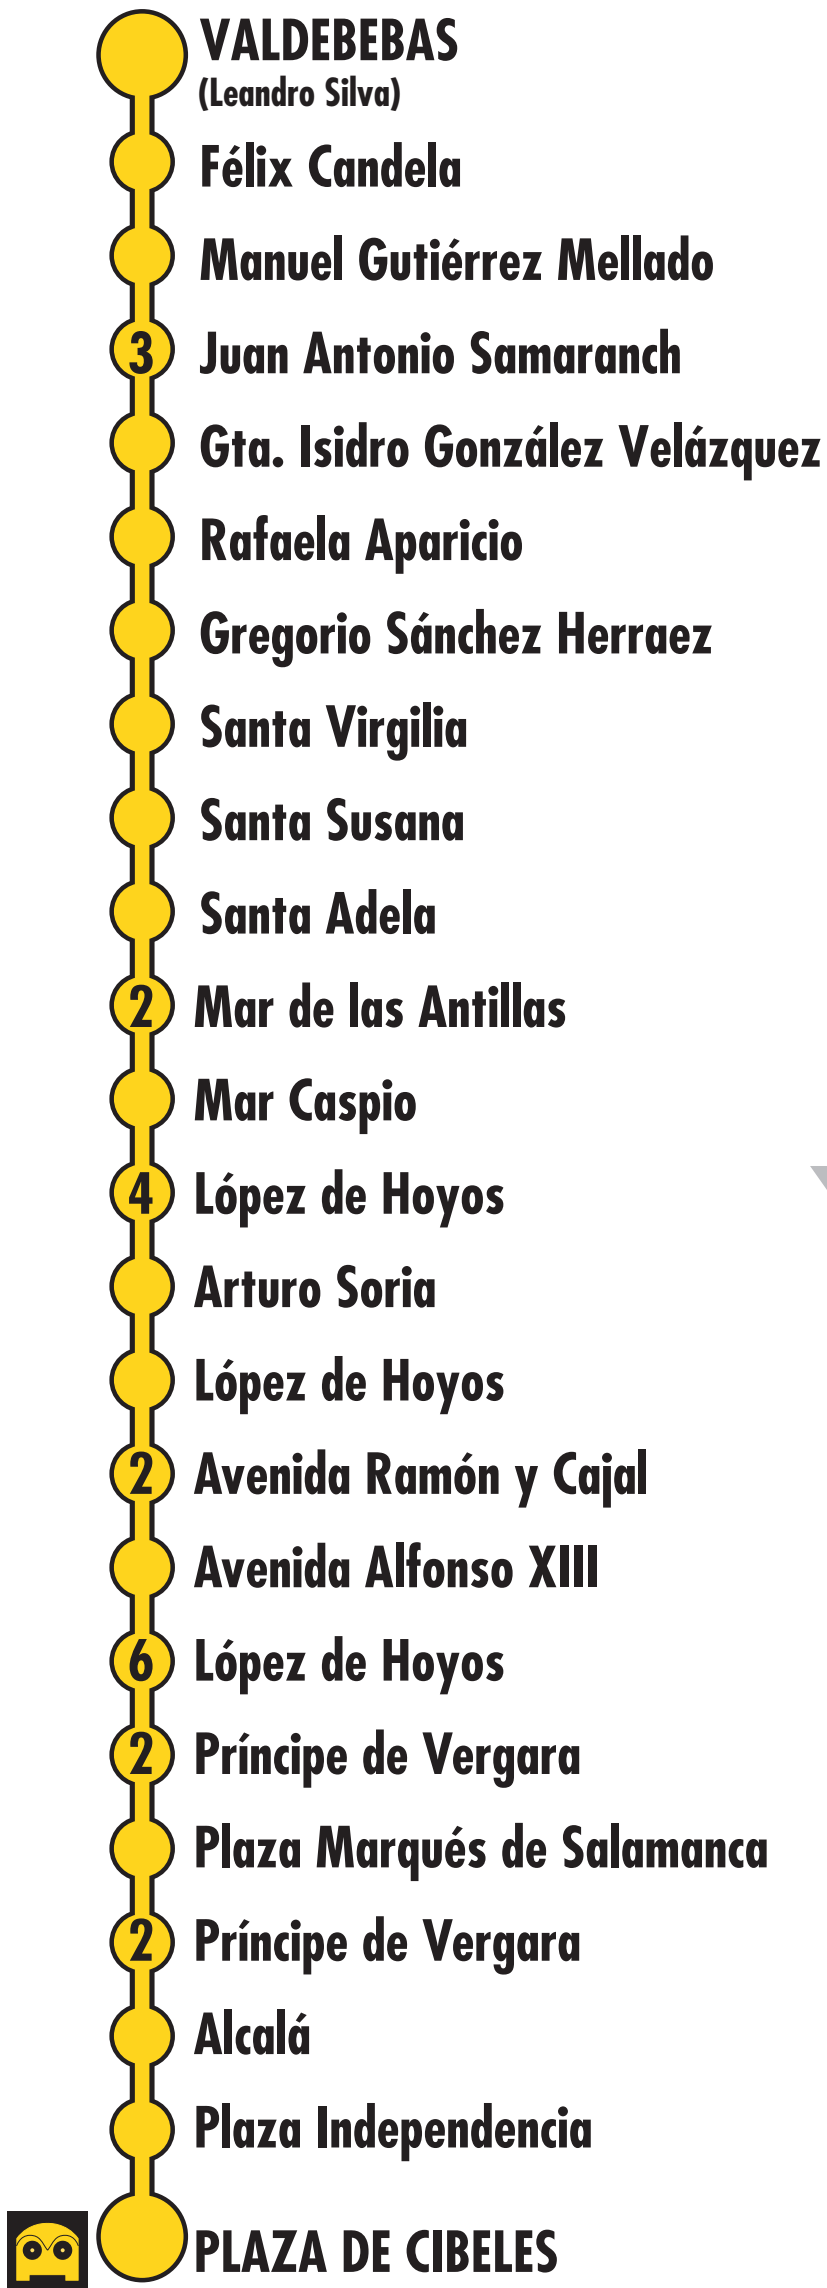 VALDEBEBAS
(Leandro Silva)
Félix Candela
Manuel Gutiérrez Mellado
3 Juan Antonio Samaranch
Gta. Isidro González Velázquez
Rafaela Aparicio
Gregorio Sánchez Herraez
Santa Virgilia
Santa Susana
Santa Adela
2 Mar de las Antillas
Mar Caspio
4 López de Hoyos
Arturo Soria
López de Hoyos
2 Avenida Ramón y Cajal
Avenida Alfonso XIII
6 López de Hoyos
2 Príncipe de Vergara
Plaza Marqués de Salamanca
2 Príncipe de Vergara
Alcalá
Plaza Independencia
PLAZA DE CIBELES